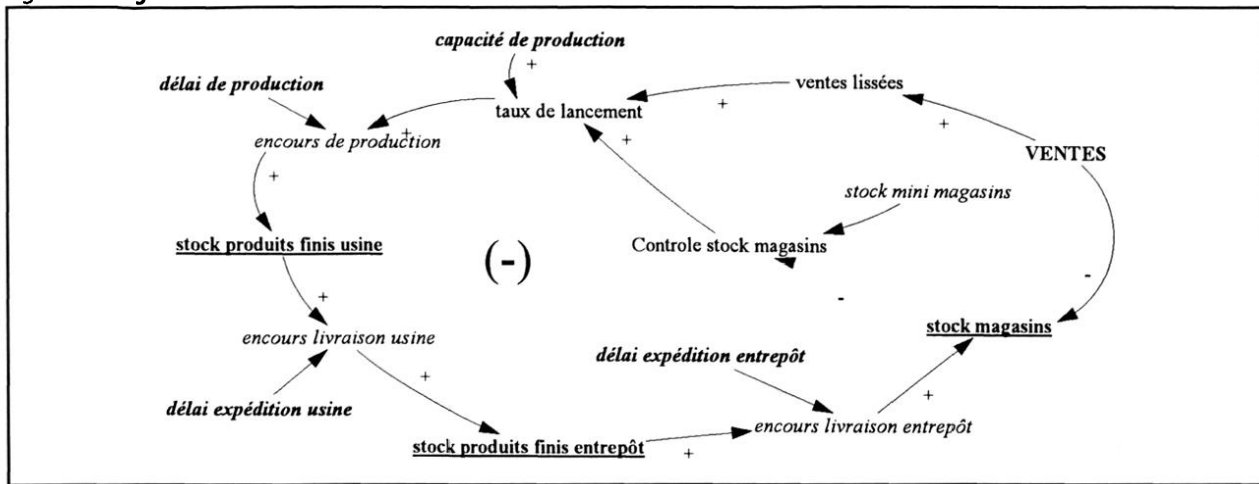 capacité de production
+
délai de production
ventes lissées
+
taux de lancement
+
+
+
encours de production
VENTES
+
stock mini magasins
stock produits finis usine
(-)
Controle stock magasins
-
+
-
stock magasins
encours livraison usine
délai expédition entrepôt
+
+
délai expédition usine
encours livraison entrepôt
stock produits finis entrepôt
+